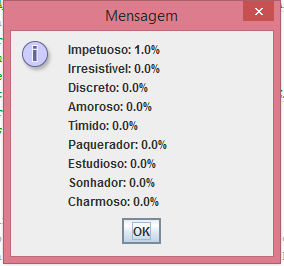 Mensagem
Impetuoso: 1.0%
Irresistível: 0.0%
Discreto: 0.0%
Amoroso: 0.0%
Tímido: 0.0%
Paquerador: 0.0%
Estudioso: 0.0%
Sonhador: 0.0%
Charmoso: 0.0%
OK